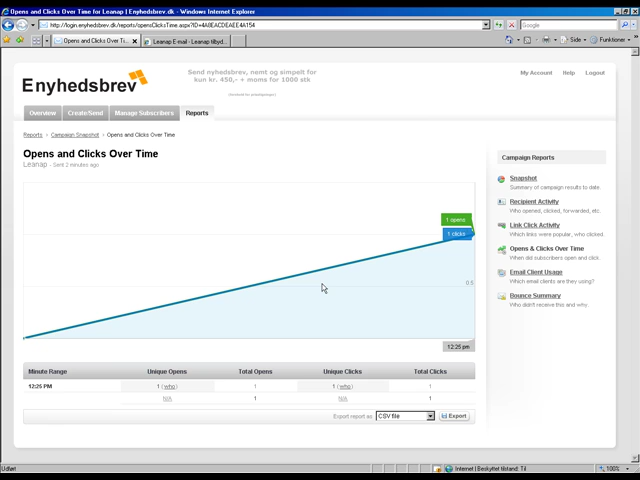 Opens and Clicks Over Time for Leanap | Enyhedsbrev.dk - Windows Internet Explorer
http://login.enyhedsbrev.dk/reports/opensClicksTime.aspx?ID=4A8EACDEAEE4A154
Google
Opens and Clicks Over Ti...
Leanap E-mail - Leanap tilbyd...
Side
Funktioner
Enyhedsbrev
Send nyhedsbrev, nemt og simpelt for
kun kr. 450,- + moms for 1000 stk
My Account
Help
Logout
Overview
Create/Send
Manage Subscribers
Reports
Reports › Campaign Snapshot › Opens and Clicks Over Time
Opens and Clicks Over Time
Leanap - Sent 2 minutes ago
1 opens
1 clicks
0.5
12:25 pm
Minute Range Unique Opens Total Opens Unique Clicks Total Clicks
12:25 PM 1 (who) 1 1 (who) 1
N/A 1 N/A 1
Export report as: CSV file Export
Campaign Reports
Snapshot
Summary of campaign results to date.
Recipient Activity
Who opened, clicked, forwarded, etc.
Link Click Activity
Which links were popular, who clicked.
Opens & Clicks Over Time
When did subscribers open and click.
Email Client Usage
Which email clients are they using?
Bounce Summary
Who didn't receive this and why.
Udført
Internet | Beskyttet tilstand: Til
100%